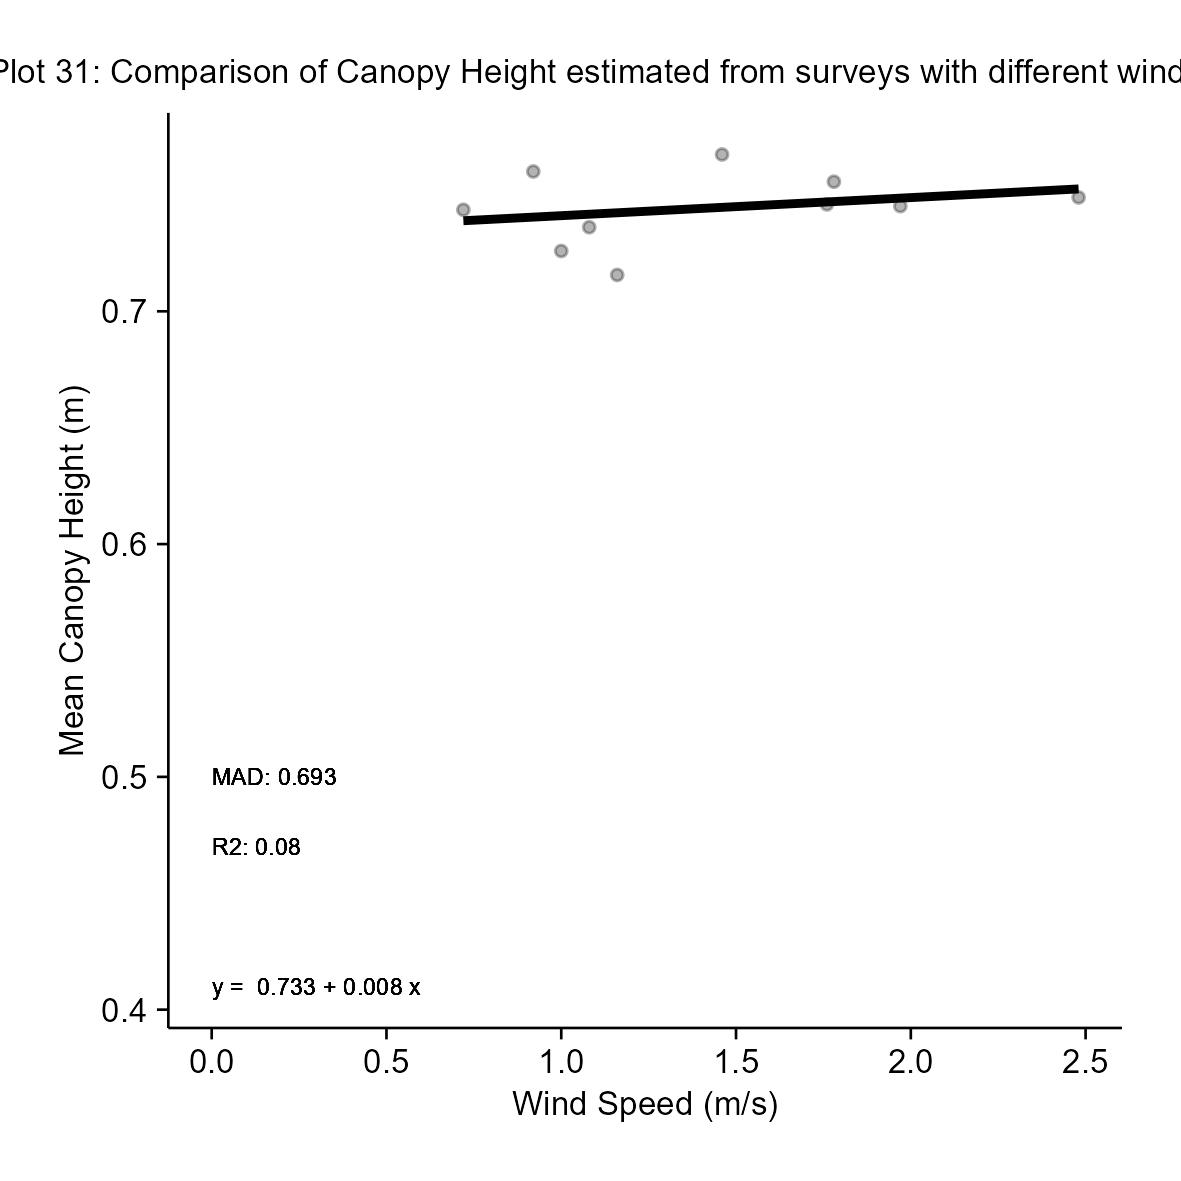 Plot 31: Comparison of Canopy Height estimated from surveys with different wind
0.7
0.6
0.5
0.4
Mean Canopy Height (m)
MAD: 0.693
R2: 0.08
y =  0.733 + 0.008 x
0.0 0.5 1.0 1.5 2.0 2.5
Wind Speed (m/s)